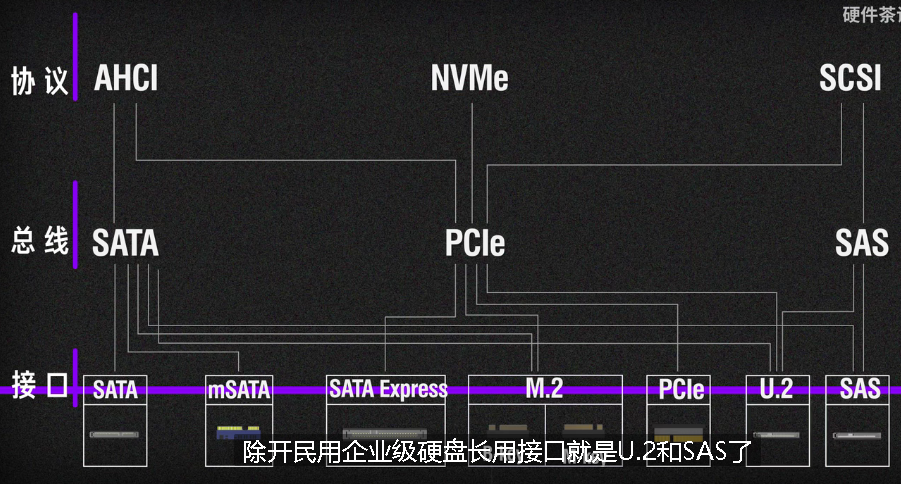 硬件茶
协议 AHCI NVMe SCSI
总线 SATA PCIe SAS
接口 SATA mSATA SATA Express M.2 PCIe U.2 SAS
除开民用企业级硬盘长用接口就是U.2和SAS了